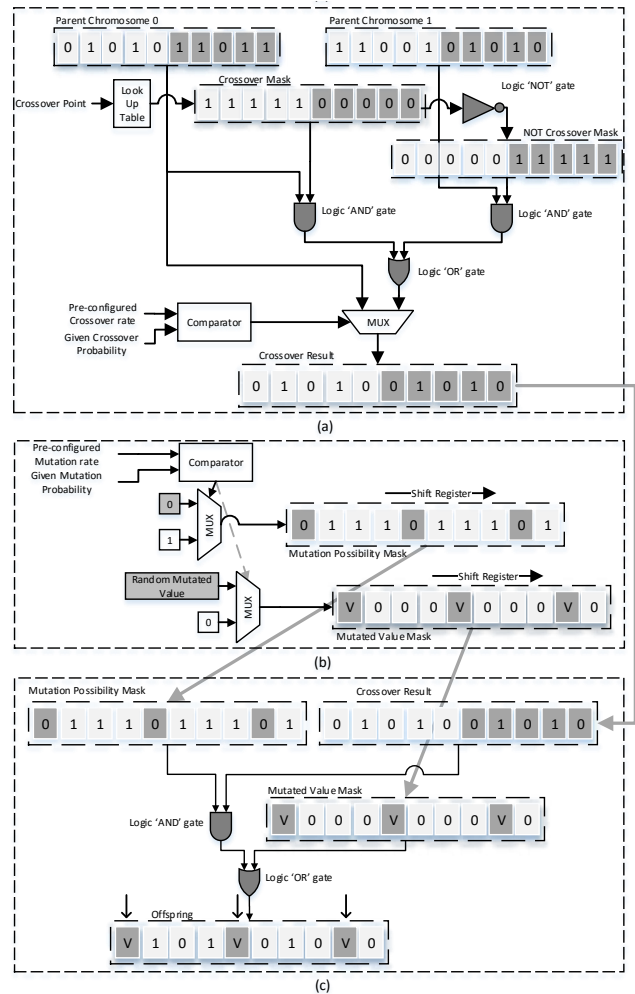 Parent Chromosome 0
Parent Chromosome 1
0 1 0 1 0 1 1 0 1 1
1 1 0 0 1 0 1 0 1 0
Crossover Mask
Logic 'NOT' gate
Crossover Point
Look Up Table
1 1 1 1 1 0 0 0 0 0
NOT Crossover Mask
0 0 0 0 0 1 1 1 1 1
Logic 'AND' gate
Logic 'AND' gate
Logic 'OR' gate
Pre-configured
Crossover rate
Given Crossover
Probability
Comparator
MUX
Crossover Result
0 1 0 1 0 0 1 0 1 0
(a)
Pre-configured
Mutation rate
Given Mutation
Probability
Comparator
0
1
MUX
Shift Register
0 1 1 1 0 1 1 1 0 1
Mutation Possibility Mask
Random Mutated
Value
0
MUX
Shift Register
V 0 0 0 V 0 0 0 V 0
Mutated Value Mask
(b)
Mutation Possibility Mask
Crossover Result
0 1 1 1 0 1 1 1 0 1
0 1 0 1 0 0 1 0 1 0
Mutated Value Mask
Logic 'AND' gate
V 0 0 0 V 0 0 0 V 0
Logic 'OR' gate
Offspring
V 1 0 1 V 0 1 0 V 0
(c)